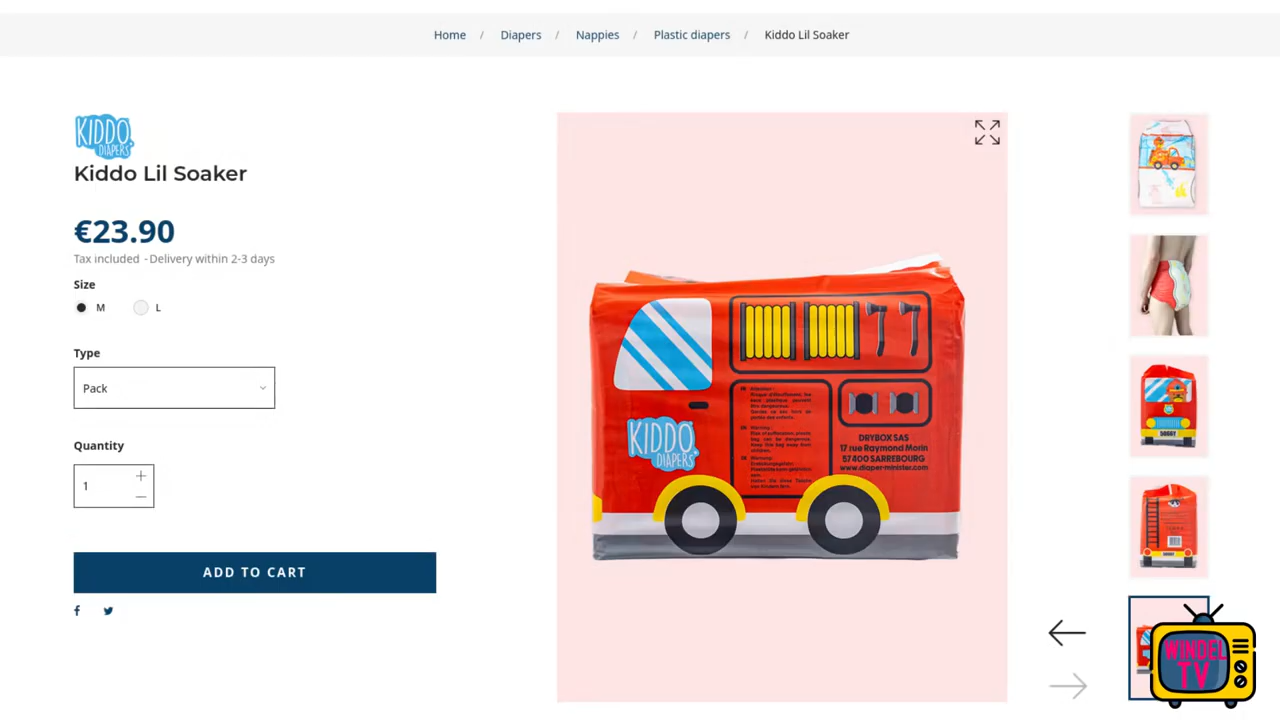 Home / Diapers / Nappies / Plastic diapers / Kiddo Lil Soaker
KIDDO
DIAPERS
Kiddo Lil Soaker
€23.90
Tax included - Delivery within 2-3 days
Size
M
L
Type
Pack
Quantity
1
ADD TO CART
KIDDO
DIAPERS
DRYBOX SAS
17 rue Raymond Morin
57400 SARREBOURG
www.diaper-minister.com
WINDEL
TV